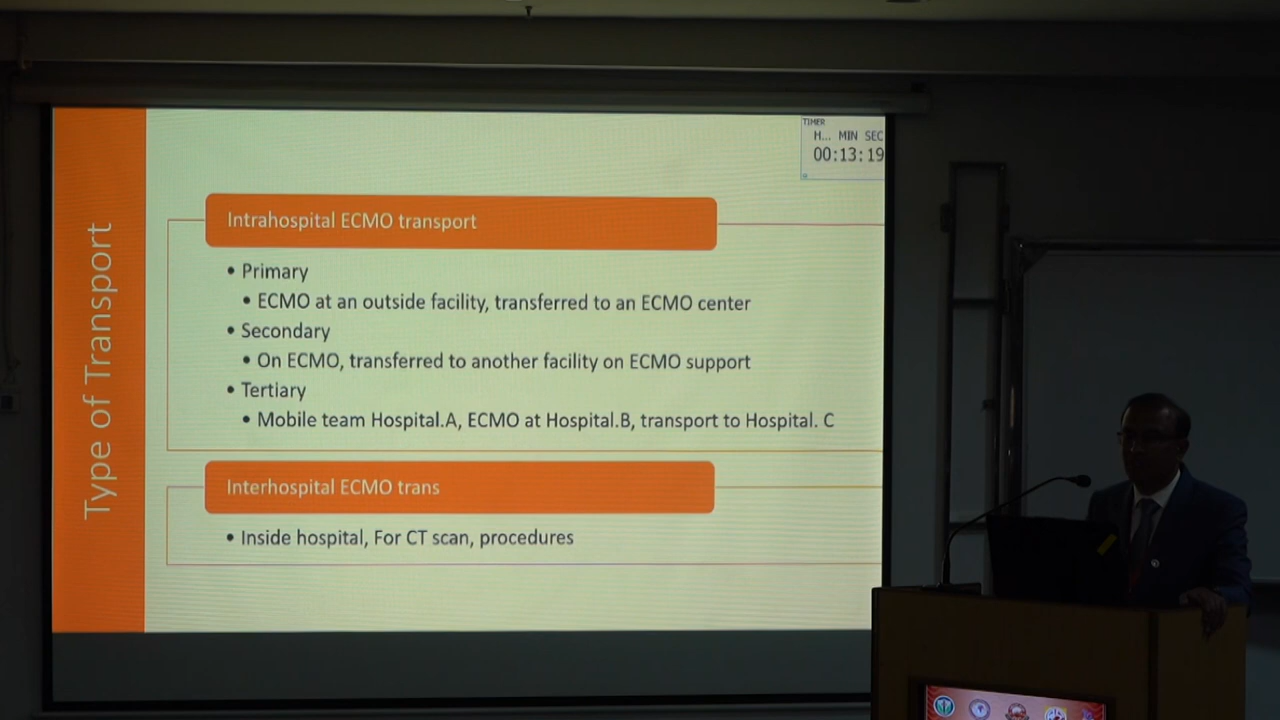 TIMER
H... MIN SEC
00:13:19
Type of Transport
Intrahospital ECMO transport
• Primary
• ECMO at an outside facility, transferred to an ECMO center
• Secondary
• On ECMO, transferred to another facility on ECMO support
• Tertiary
• Mobile team Hospital.A, ECMO at Hospital.B, transport to Hospital. C
Interhospital ECMO trans
• Inside hospital, For CT scan, procedures